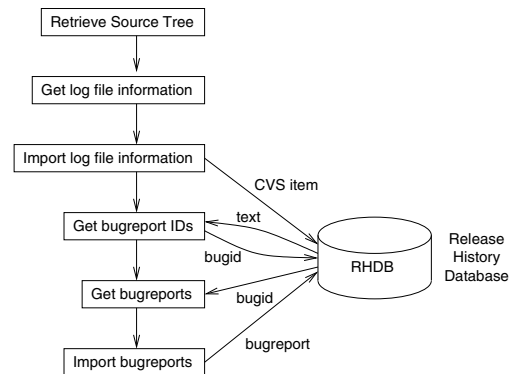 Retrieve Source Tree
Get log file information
Import log file information
CVS item
Get bugreport IDs
text
bugid
RHDB
Release
History
Database
Get bugreports
bugid
bugreport
Import bugreports